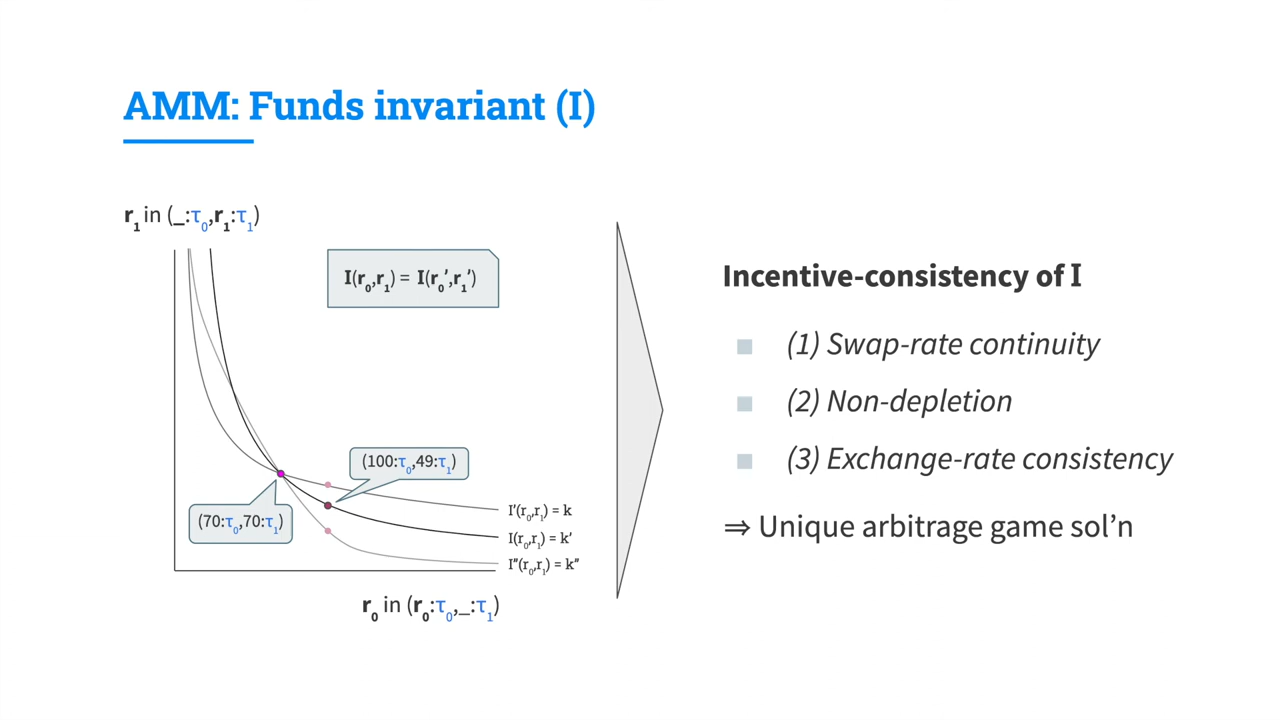 AMM: Funds invariant (I)
r₁ in (_:τ₀,r₁:τ₁)
I(r₀,r₁) = I(r₀′,r₁′)
(100:τ₀,49:τ₁)
(70:τ₀,70:τ₁)
I′(r₀,r₁) = k
I(r₀,r₁) = k′
I″(r₀,r₁) = k″
r₀ in (r₀:τ₀,_:τ₁)
Incentive-consistency of I
(1) Swap-rate continuity
(2) Non-depletion
(3) Exchange-rate consistency
⇒ Unique arbitrage game sol’n